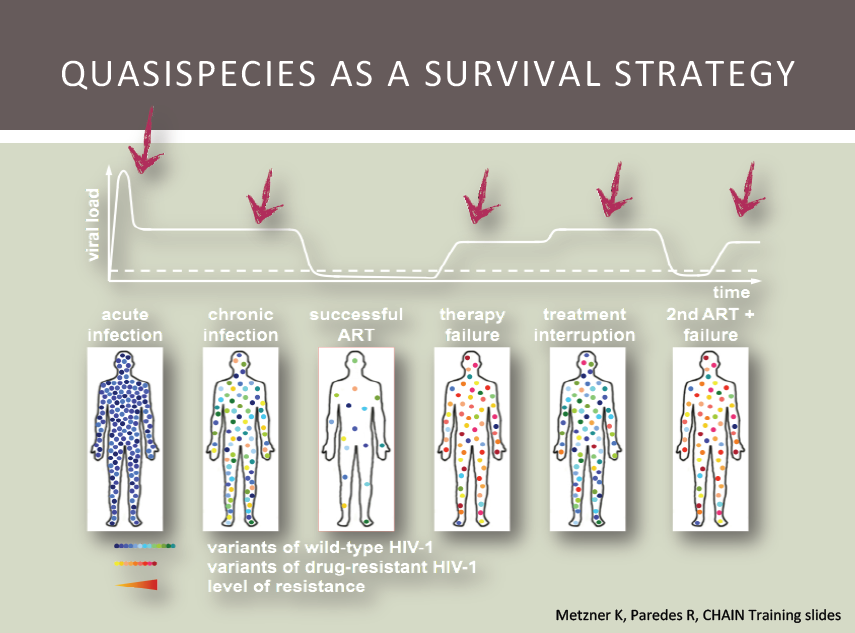 QUASISPECIES AS A SURVIVAL STRATEGY
viral load
time
acute
infection
chronic
infection
successful
ART
therapy
failure
treatment
interruption
2nd ART +
failure
variants of wild-type HIV-1
variants of drug-resistant HIV-1
level of resistance
Metzner K, Paredes R, CHAIN Training slides